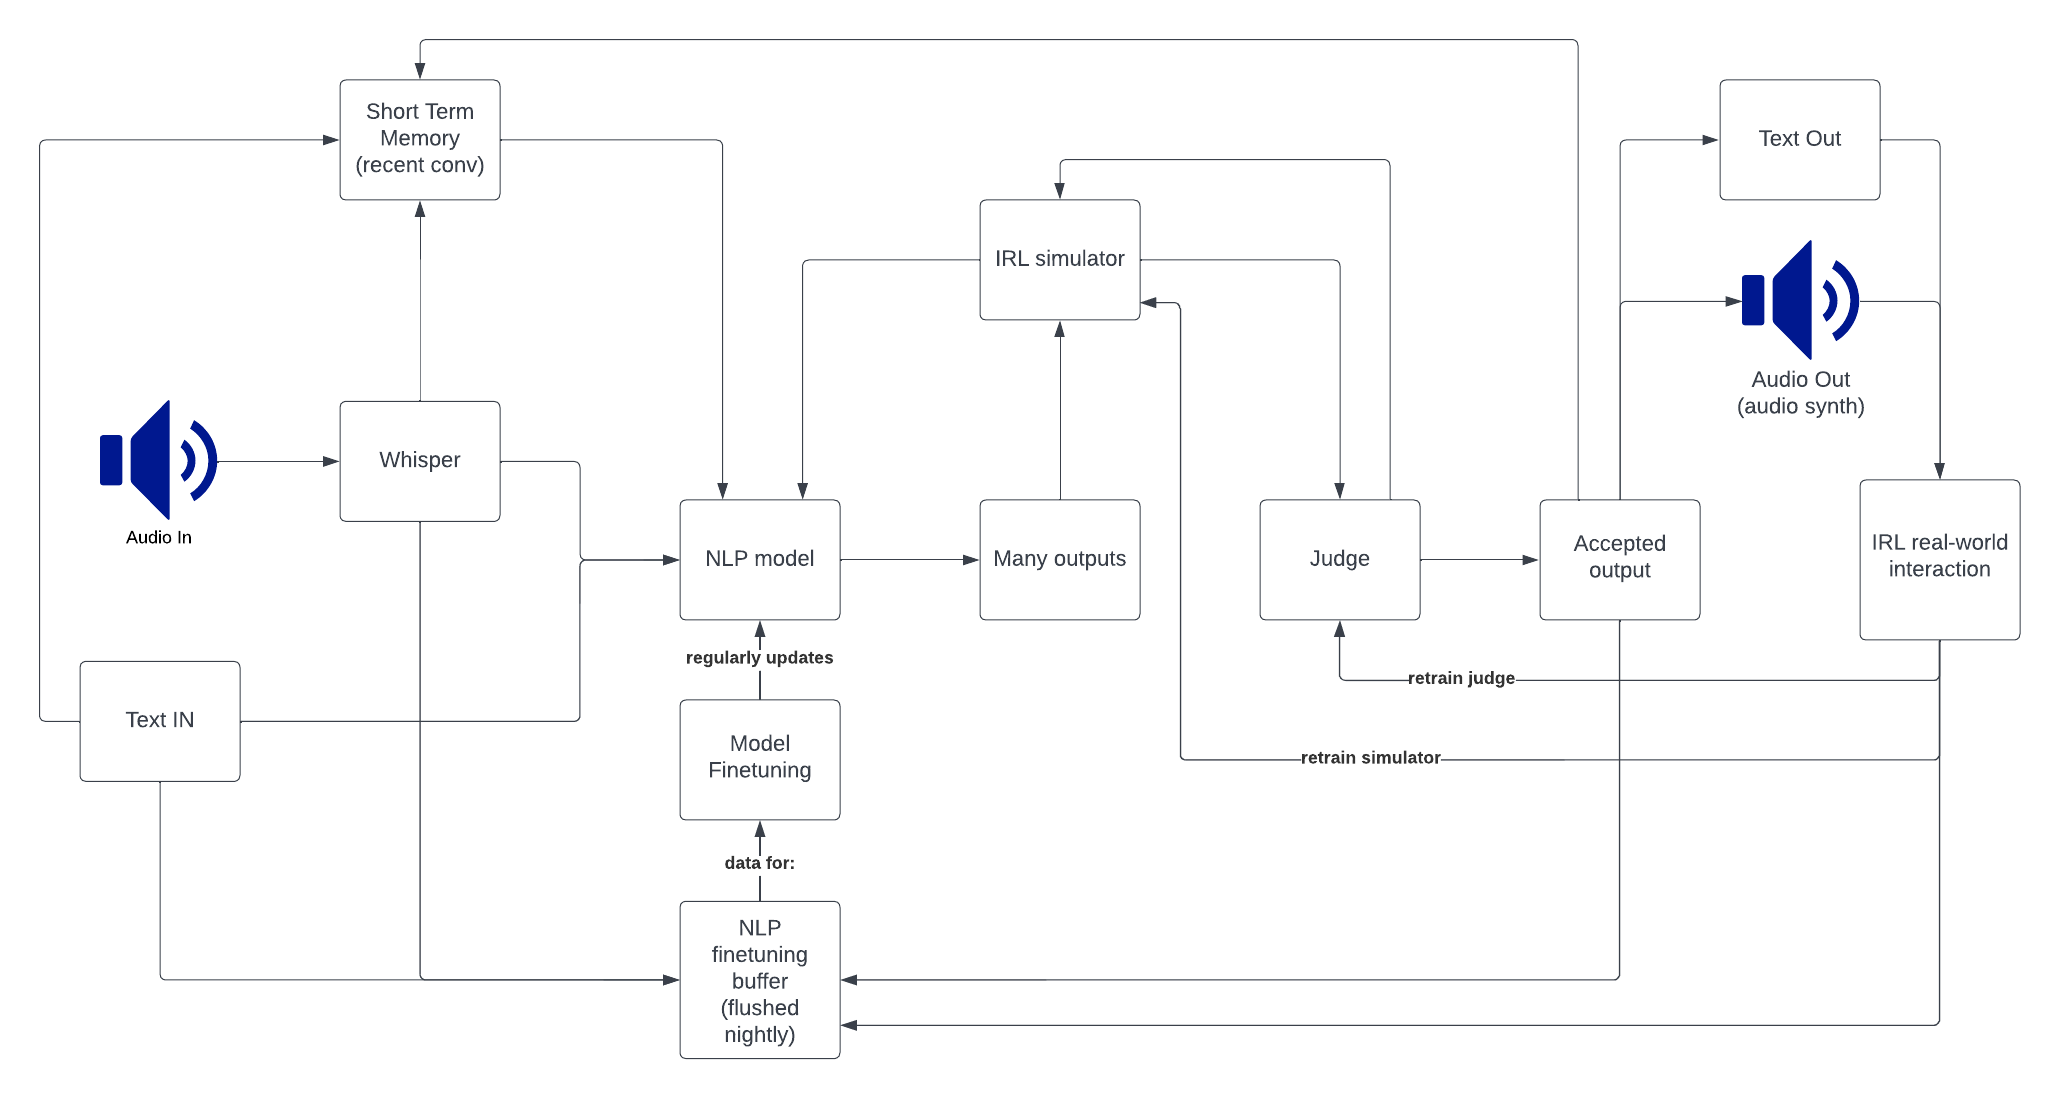 Short Term
Memory
(recent conv)
Text Out
IRL simulator
Audio Out
(audio synth)
Whisper
Audio In
NLP model
Many outputs
Judge
Accepted
output
IRL real-world
interaction
regularly updates
retrain judge
Text IN
Model
Finetuning
retrain simulator
data for:
NLP
finetuning
buffer
(flushed
nightly)